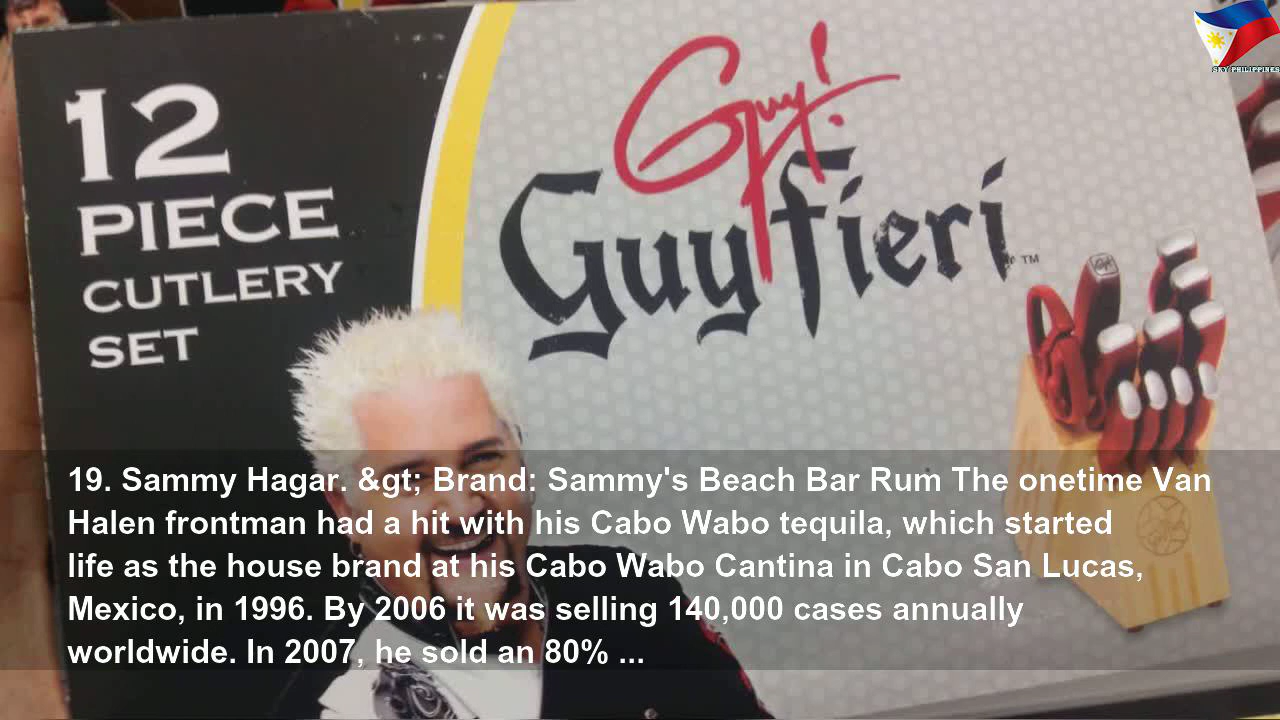 12
PIECE
CUTLERY
SET
Guy!
Guy Fieri™
SKY PHILIPPINES
19. Sammy Hagar. &gt; Brand: Sammy's Beach Bar Rum The onetime Van
Halen frontman had a hit with his Cabo Wabo tequila, which started
life as the house brand at his Cabo Wabo Cantina in Cabo San Lucas,
Mexico, in 1996. By 2006 it was selling 140,000 cases annually
worldwide. In 2007, he sold an 80% ...